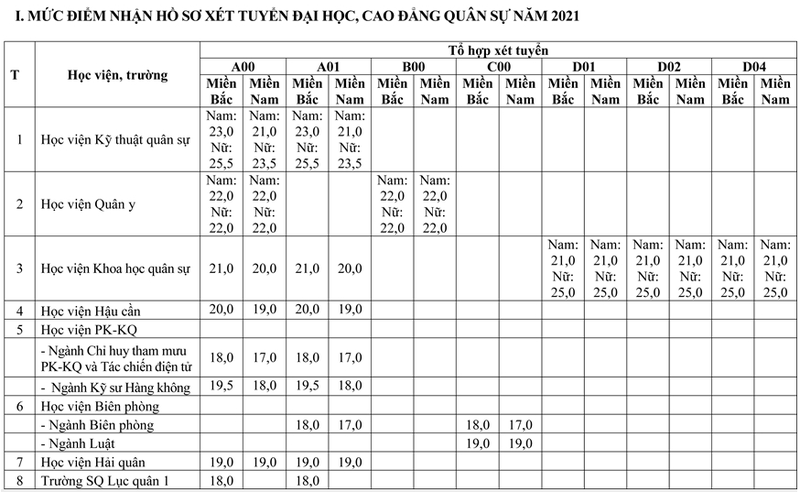 I. MỨC ĐIỂM NHẬN HỒ SƠ XÉT TUYỂN ĐẠI HỌC, CAO ĐẲNG QUÂN SỰ NĂM 2021
T Học viện, trường Tổ hợp xét tuyển
A00 A01 B00 C00 D01 D02 D04
Miền Bắc Miền Nam Miền Bắc Miền Nam Miền Bắc Miền Nam Miền Bắc Miền Nam Miền Bắc Miền Nam Miền Bắc Miền Nam Miền Bắc Miền Nam
1 Học viện Kỹ thuật quân sự Nam: 23,0 Nữ: 25,5 Nam: 21,0 Nữ: 23,5 Nam: 23,0 Nữ: 25,5 Nam: 21,0 Nữ: 23,5
2 Học viện Quân y Nam: 22,0 Nữ: 22,0 Nam: 22,0 Nữ: 22,0 Nam: 22,0 Nữ: 22,0 Nam: 22,0 Nữ: 22,0
3 Học viện Khoa học quân sự 21,0 20,0 21,0 20,0 Nam: 21,0 Nữ: 25,0 Nam: 21,0 Nữ: 25,0 Nam: 21,0 Nữ: 25,0 Nam: 21,0 Nữ: 25,0 Nam: 21,0 Nữ: 25,0 Nam: 21,0 Nữ: 25,0
4 Học viện Hậu cần 20,0 19,0 20,0 19,0
5 Học viện PK-KQ
- Ngành Chỉ huy tham mưu PK-KQ và Tác chiến điện tử 18,0 17,0 18,0 17,0
- Ngành Kỹ sư Hàng không 19,5 18,0 19,5 18,0
6 Học viện Biên phòng
- Ngành Biên phòng 18,0 17,0 18,0 17,0
- Ngành Luật 19,0 19,0
7 Học viện Hải quân 19,0 19,0 19,0 19,0
8 Trường SQ Lục quân 1 18,0 18,0